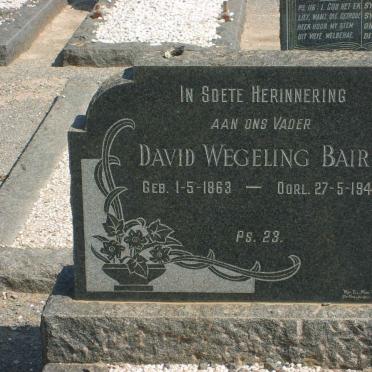 IN SOETE HERINNERING
AAN ONS VADER
DAVID WEGELING BAIR
GEB. 1-5-1863 — OORL. 27-5-194
PS. 23.